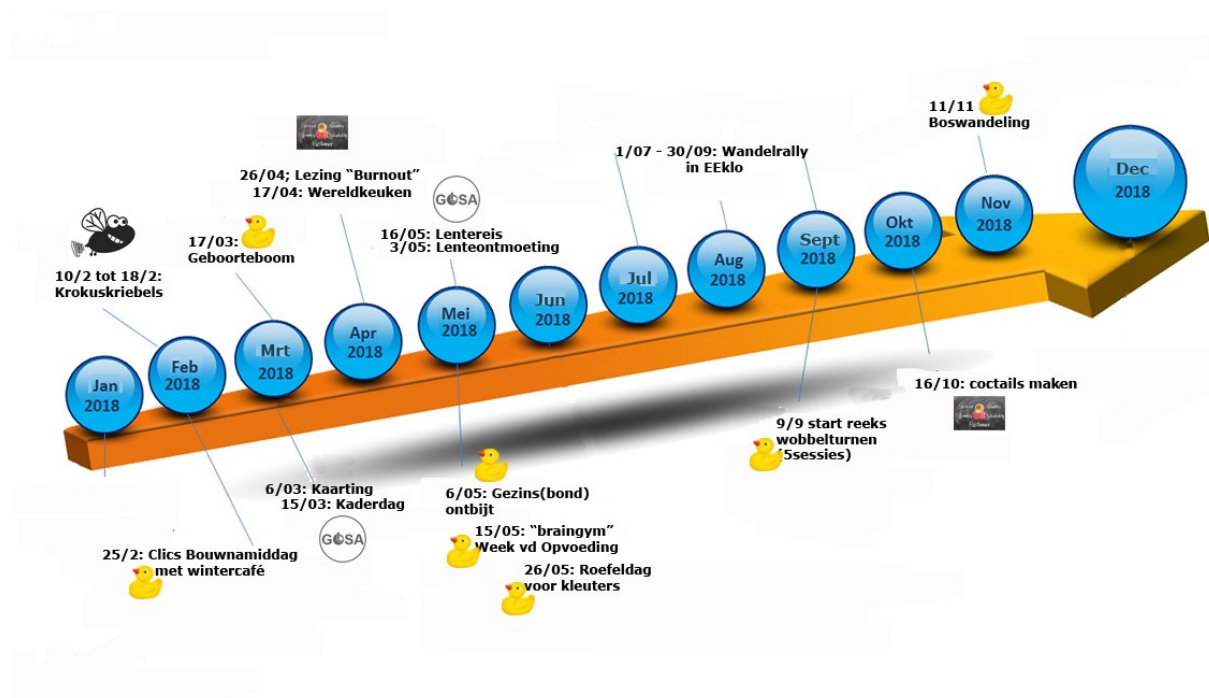 11/11
Boswandeling
Dec
2018
1/07 - 30/09: Wandelrally
in EEklo
26/04; Lezing “Burnout”
17/04: Wereldkeuken
GOSA
16/05: Lentereis
3/05: Lenteontmoeting
17/03:
Geboorteboom
10/2 tot 18/2:
Krokuskriebels
Jan
2018
Feb
2018
Mrt
2018
Apr
2018
Mei
2018
Jun
2018
Jul
2018
Aug
2018
Sept
2018
Okt
2018
Nov
2018
16/10: coctails maken
9/9 start reeks
wobbelturnen
(5sessies)
6/03: Kaarting
15/03: Kaderdag
GOSA
6/05: Gezins(bond)
ontbijt
15/05: “braingym”
Week vd Opvoeding
26/05: Roefeldag
voor kleuters
25/2: Clics Bouwnamiddag
met wintercafé